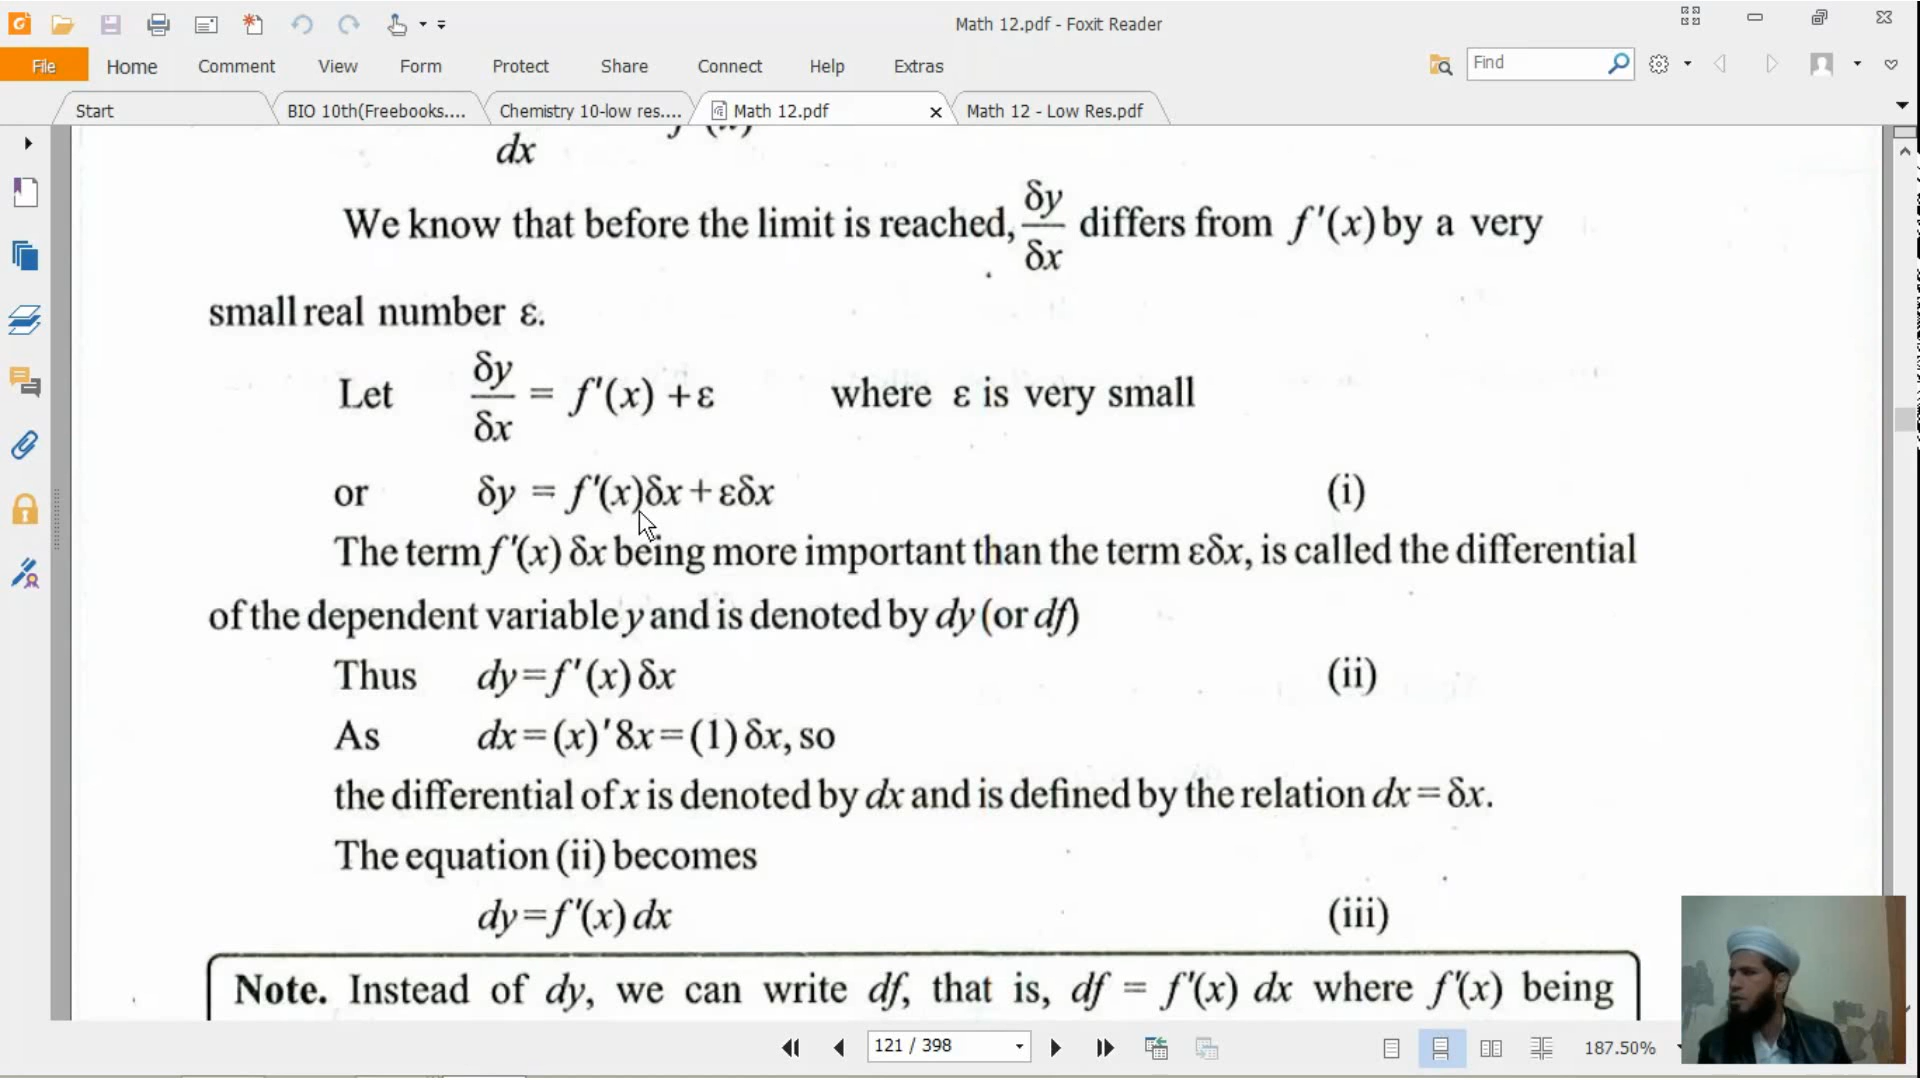 Math 12.pdf - Foxit Reader
File Home Comment View Form Protect Share Connect Help Extras Find
Start BIO 10th(Freebooks.... Chemistry 10-low res.... Math 12.pdf Math 12 - Low Res.pdf
dx
We know that before the limit is reached, δy/δx differs from f'(x) by a very
small real number ε.
Let δy/δx = f'(x) + ε where ε is very small
or δy = f'(x)δx + εδx (i)
The term f'(x) δx being more important than the term εδx, is called the differential
of the dependent variable y and is denoted by dy (or df)
Thus dy = f'(x) δx (ii)
As dx = (x)' 8x = (1) δx, so
the differential of x is denoted by dx and is defined by the relation dx = δx.
The equation (ii) becomes
dy = f'(x) dx (iii)
Note. Instead of dy, we can write df, that is, df = f'(x) dx where f'(x) being
121 / 398 187.50%